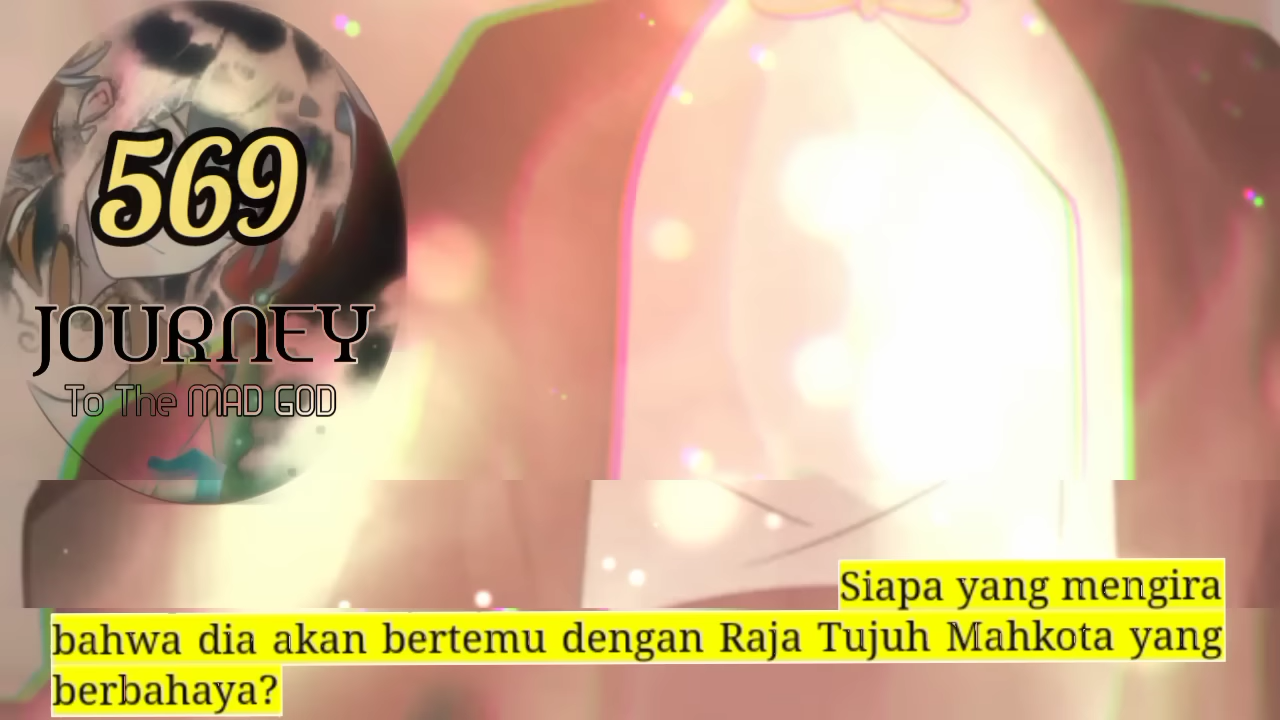 569
JOURNEY
To The MAD GOD
Siapa yang mengira
bahwa dia akan bertemu dengan Raja Tujuh Mahkota yang
berbahaya?